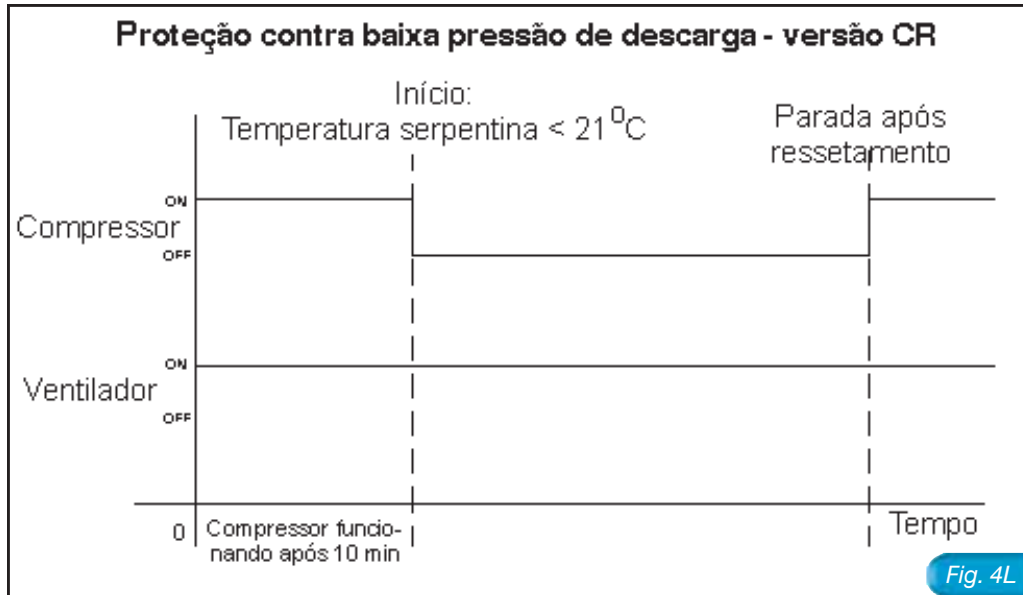 Proteção contra baixa pressão de descarga - versão CR
Início:
Temperatura serpentina < 21 ⁰C
Parada após
ressetamento
ON
Compressor
OFF
ON
Ventilador
OFF
0
Compressor funcio-
nando após 10 min
Tempo
Fig. 4L